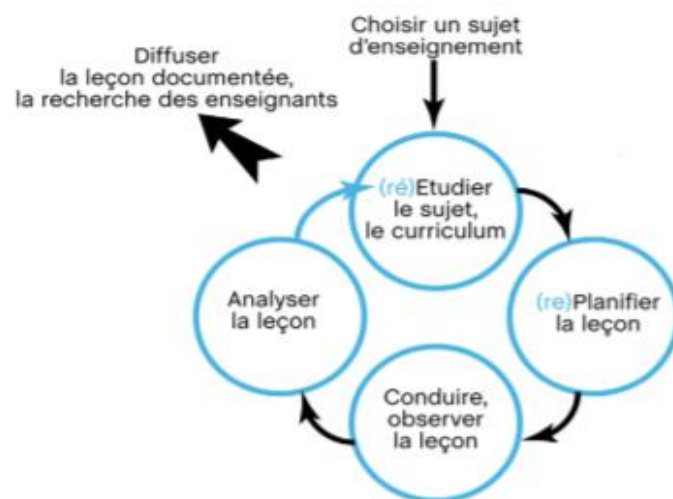 Choisir un sujet
d'enseignement
Diffuser
la leçon documentée,
la recherche des enseignants
(ré)Etudier
le sujet,
le curriculum
(re)Planifier
la leçon
Conduire,
observer
la leçon
Analyser
la leçon